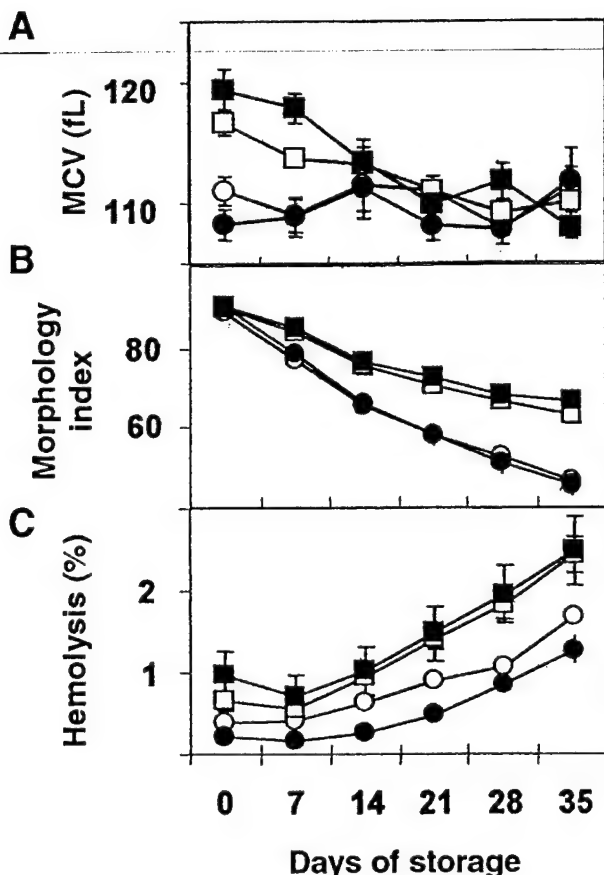 A
MCV (fL)
120
110
B
Morphology
index
80
60
C
Hemolysis (%)
2
1
0 7 14 21 28 35
Days of storage